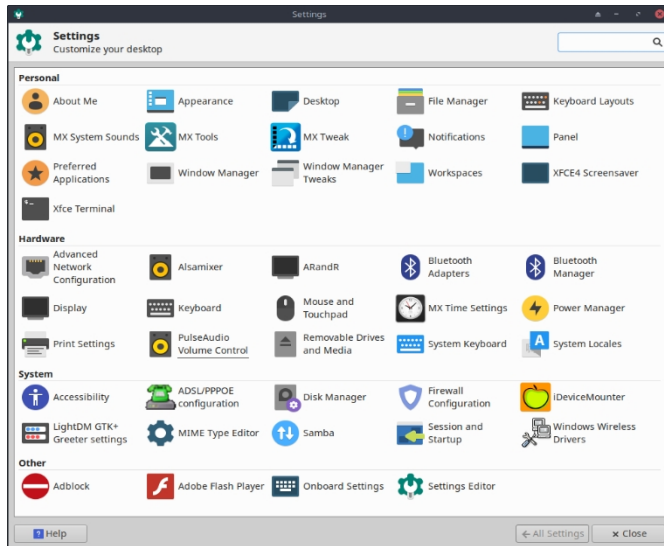 Settings
Settings
Customize your desktop
Personal
About Me
Appearance
Desktop
File Manager
Keyboard Layouts
MX System Sounds
MX Tools
MX Tweak
Notifications
Panel
Preferred
Applications
Window Manager
Window Manager
Tweaks
Workspaces
XFCE4 Screensaver
Xfce Terminal
Hardware
Advanced
Network
Configuration
Alsamixer
ARandR
Bluetooth
Adapters
Bluetooth
Manager
Display
Keyboard
Mouse and
Touchpad
MX Time Settings
Power Manager
Print Settings
PulseAudio
Volume Control
Removable Drives
and Media
System Keyboard
A
System Locales
System
Accessibility
ADSL/PPPOE
configuration
Disk Manager
Firewall
Configuration
iDeviceMounter
LightDM GTK+
Greeter settings
MIME Type Editor
Samba
Session and
Startup
Windows Wireless
Drivers
Other
Adblock
Adobe Flash Player
Onboard Settings
Settings Editor
? Help
← All Settings
× Close